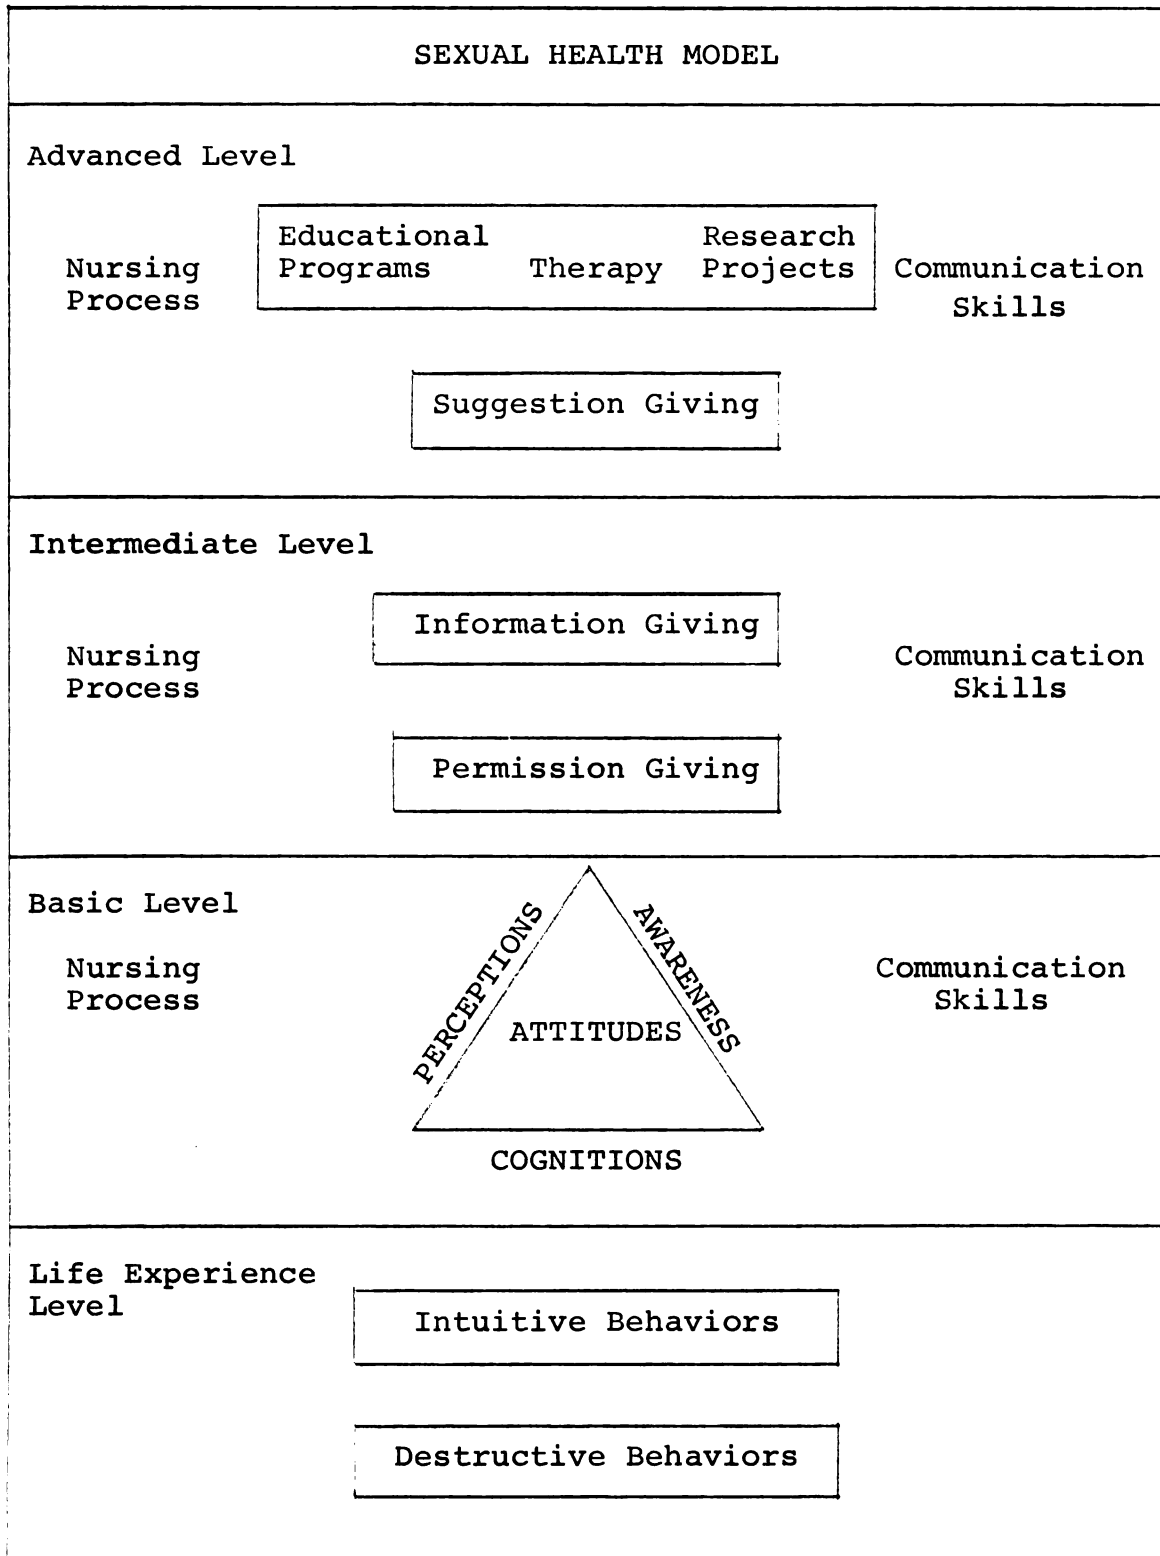 SEXUAL HEALTH MODEL
Advanced Level
Educational Research
Nursing Programs Therapy Projects Communication
Process Skills
Suggestion Giving
Intermediate Level
Information Giving
Nursing Communication
Process Skills
Permission Giving
Basic Level
PERCEPTIONS
AWARENESS
Nursing Communication
Process Skills
ATTITUDES
COGNITIONS
Life Experience
Level
Intuitive Behaviors
Destructive Behaviors